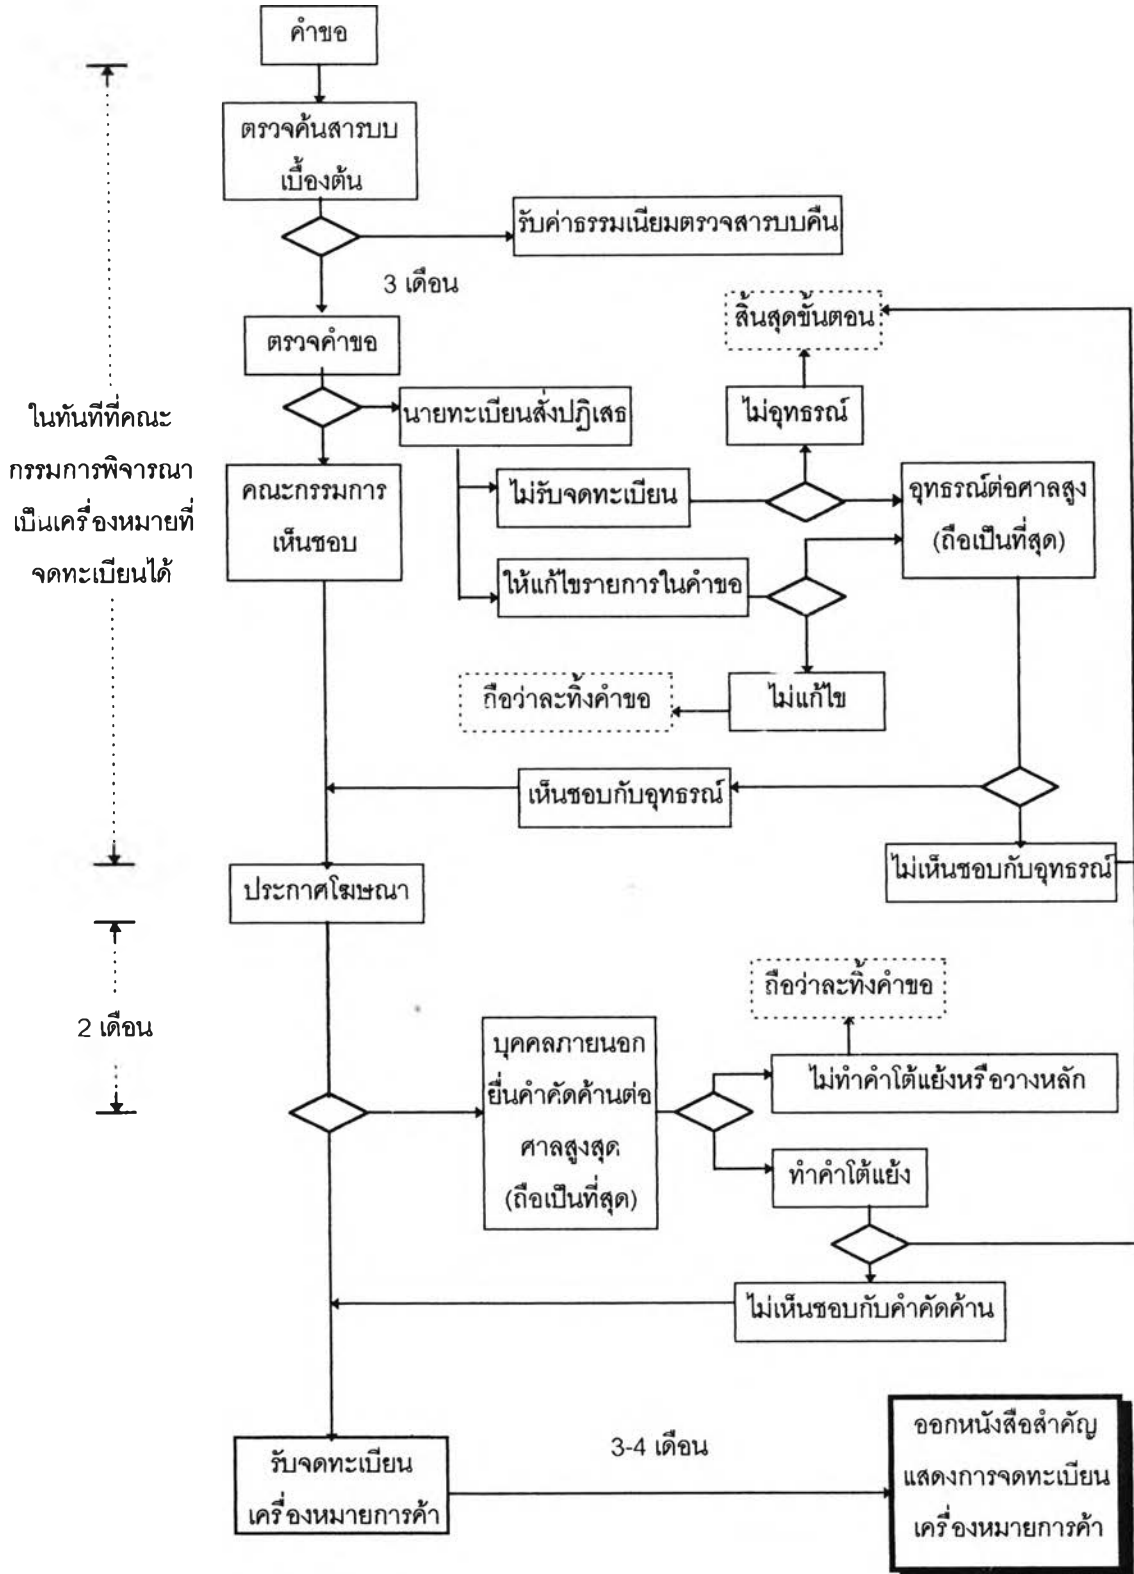 คำขอ
ตรวจค้นสารบบ
เบื้องต้น
รับค่าธรรมเนียมตรวจสารบบคืน
3 เดือน
สิ้นสุดขั้นตอน
ตรวจคำขอ
นายทะเบียนสั่งปฏิเสธ
ไม่อุทธรณ์
ในทันทีที่คณะ
กรรมการพิจารณา
เป็นเครื่องหมายที่
จดทะเบียนได้
คณะกรรมการ
เห็นชอบ
ไม่รับจดทะเบียน
อุทธรณ์ต่อศาลสูง
(ถือเป็นที่สุด)
ให้แก้ไขรายการในคำขอ
ถือว่าละทิ้งคำขอ
ไม่แก้ไข
เห็นชอบกับอุทธรณ์
ไม่เห็นชอบกับอุทธรณ์
ประกาศโฆษณา
2 เดือน
ถือว่าละทิ้งคำขอ
บุคคลภายนอก
ยื่นคำคัดค้านต่อ
ศาลสูงสุด
(ถือเป็นที่สุด)
ไม่ทำคำโต้แย้งหรือวางหลัก
ทำคำโต้แย้ง
ไม่เห็นชอบกับคำคัดค้าน
รับจดทะเบียน
เครื่องหมายการค้า
3-4 เดือน
ออกหนังสือสำคัญ
แสดงการจดทะเบียน
เครื่องหมายการค้า